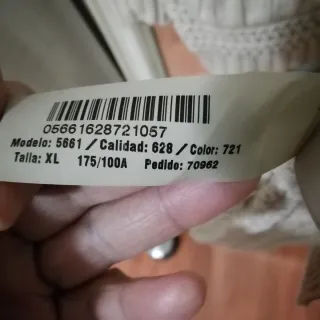 05661628721057
Modelo: 5661 / Calidad: 628 / Color: 721
Talla: XL 175/100A Pedido: 70962